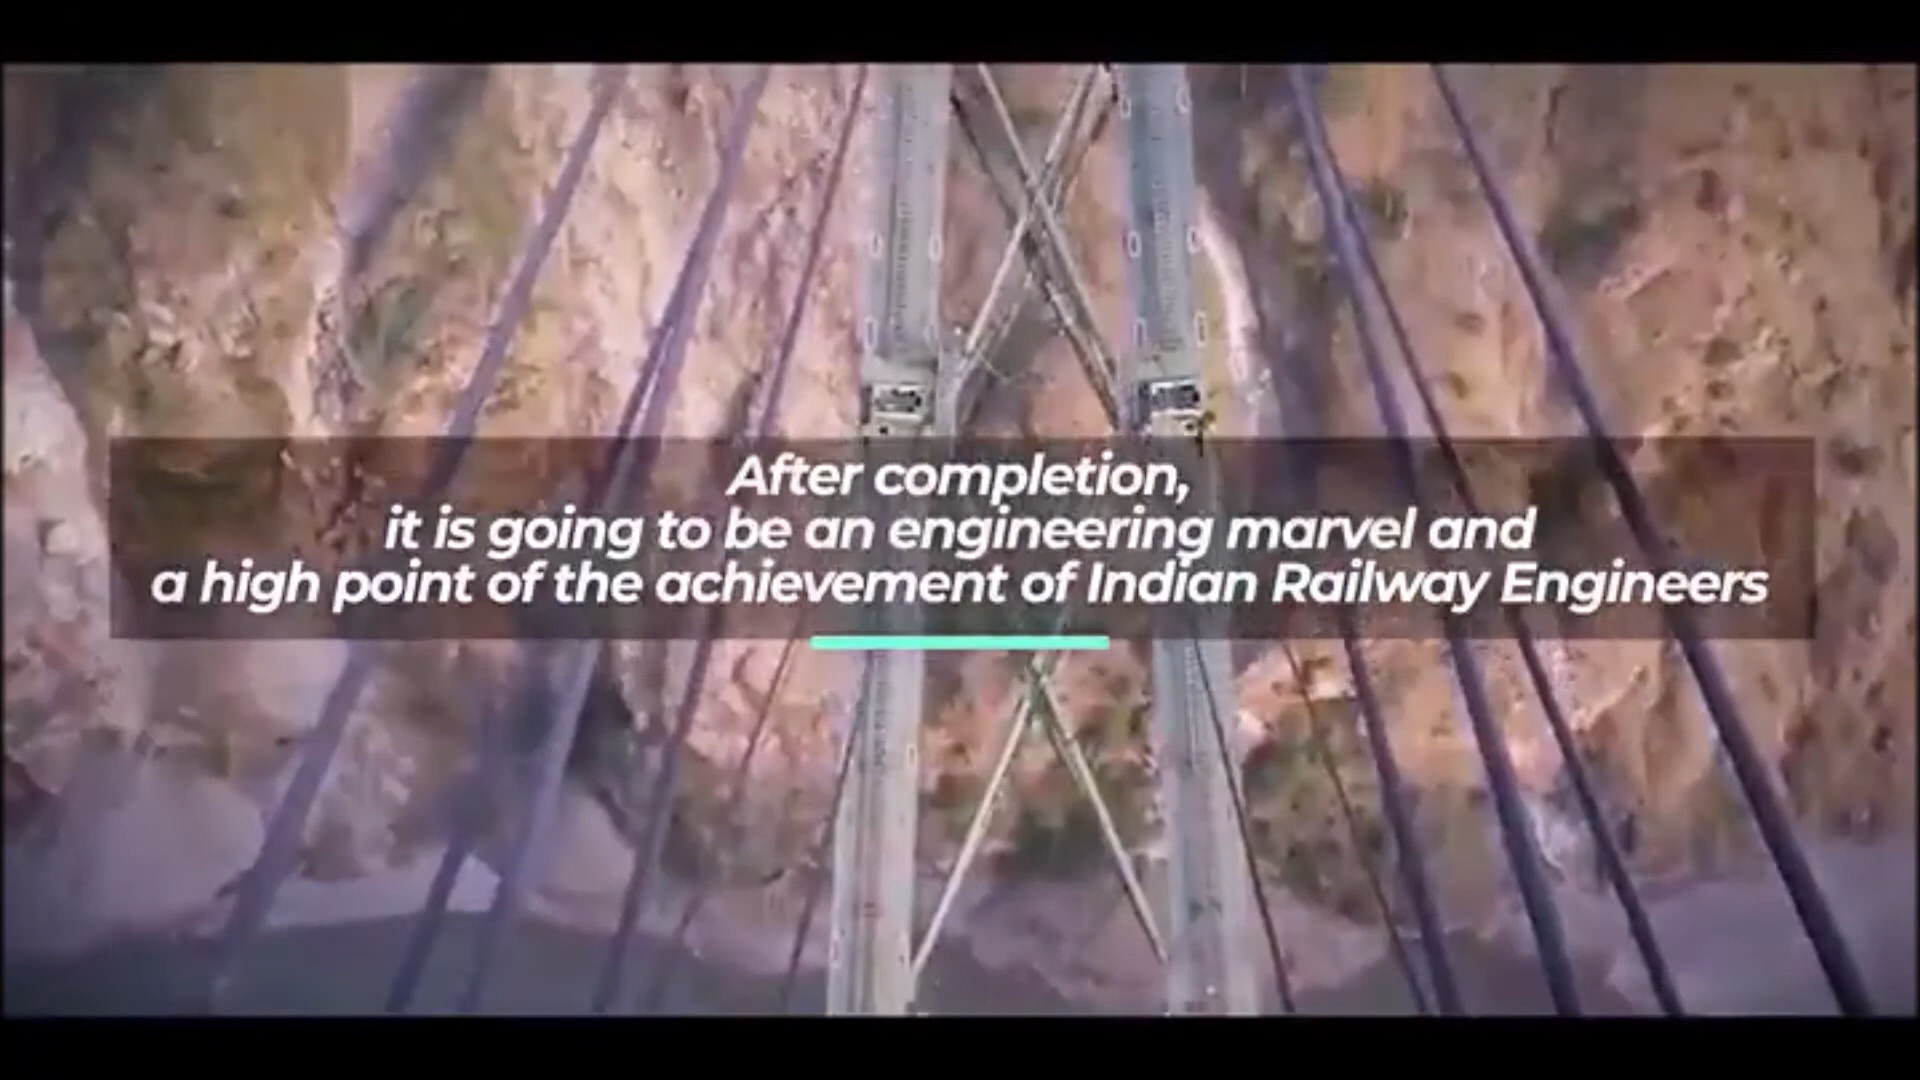 After completion,
it is going to be an engineering marvel and
a high point of the achievement of Indian Railway Engineers